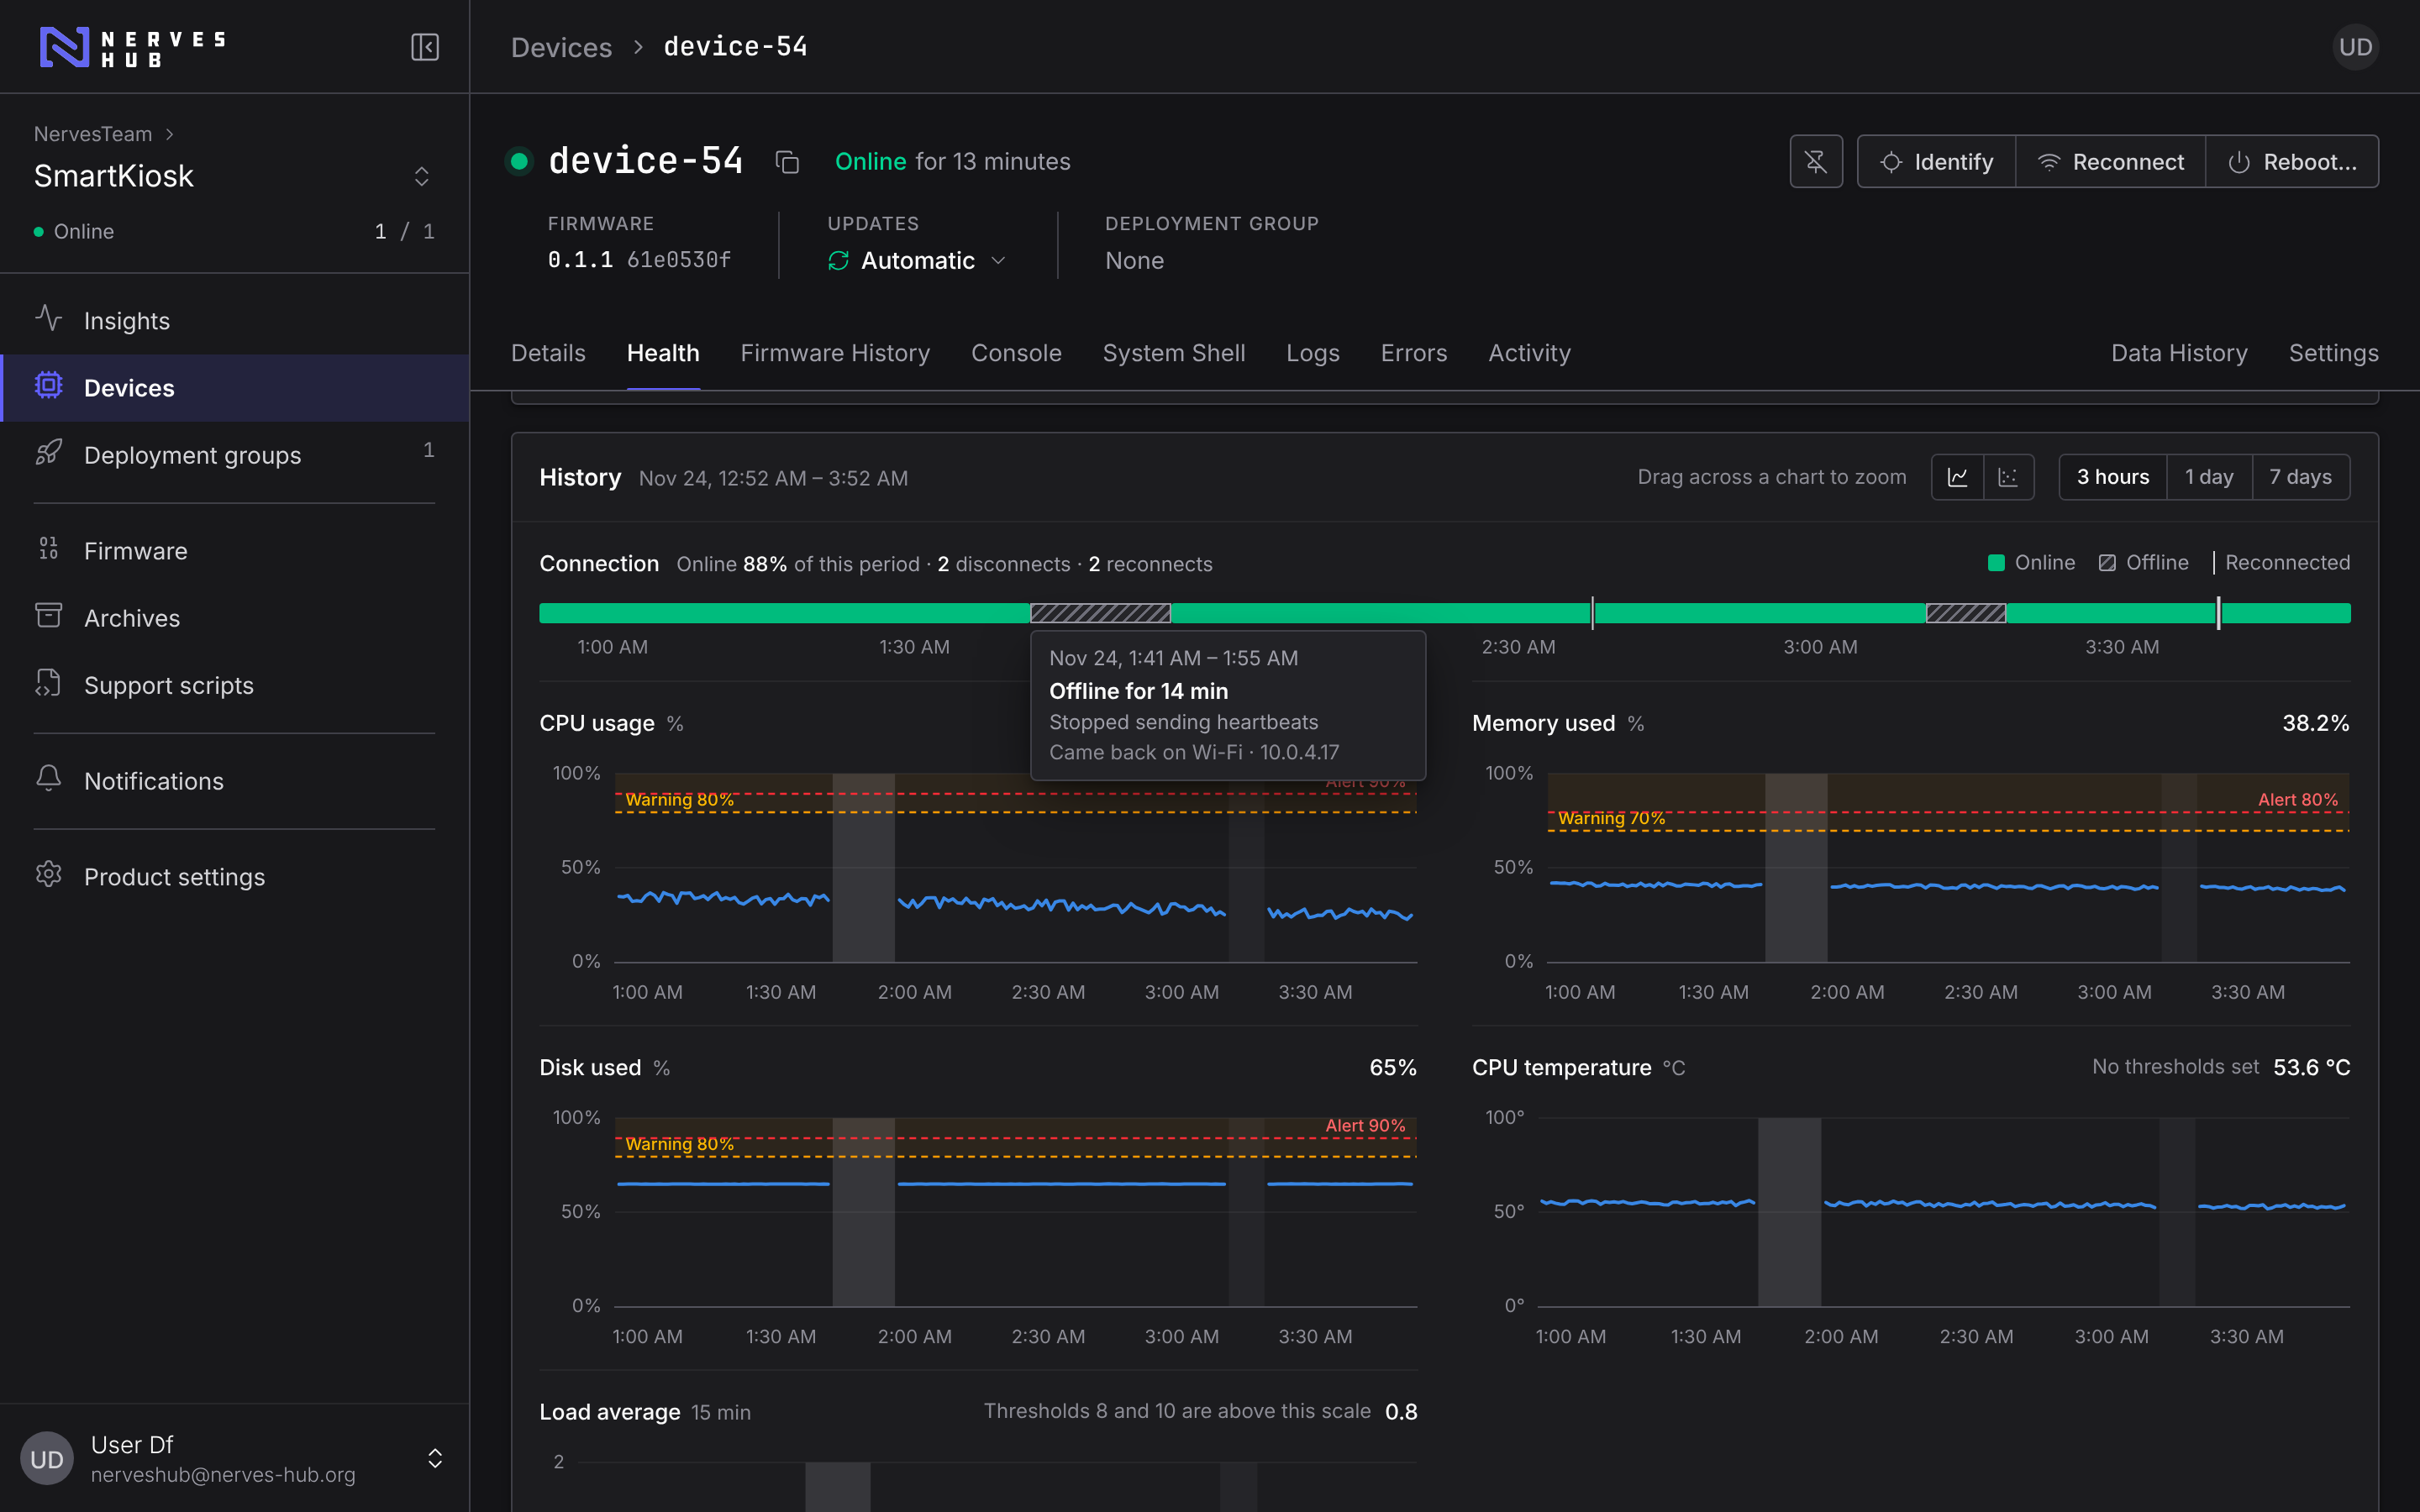 NERVES
HUB
Devices > device-54
UD
NervesTeam >
SmartKiosk
Online 1 / 1
Insights
Devices
Deployment groups 1
Firmware
Archives
Support scripts
Notifications
Product settings
UD
User Df
nerveshub@nerves-hub.org
device-54 Online for 13 minutes
Identify Reconnect Reboot...
FIRMWARE
0.1.1 61e0530f
UPDATES
Automatic
DEPLOYMENT GROUP
None
Details Health Firmware History Console System Shell Logs Errors Activity Data History Settings
History Nov 24, 12:52 AM – 3:52 AM Drag across a chart to zoom 3 hours 1 day 7 days
Connection Online 88% of this period · 2 disconnects · 2 reconnects Online Offline Reconnected
1:00 AM 1:30 AM 2:30 AM 3:00 AM 3:30 AM
Nov 24, 1:41 AM – 1:55 AM
Offline for 14 min
Stopped sending heartbeats
Came back on Wi-Fi · 10.0.4.17
CPU usage %
100%
Alert 90%
Warning 80%
50%
0%
1:00 AM 1:30 AM 2:00 AM 2:30 AM 3:00 AM 3:30 AM
Memory used % 38.2%
100%
Alert 80%
Warning 70%
50%
0%
1:00 AM 1:30 AM 2:00 AM 2:30 AM 3:00 AM 3:30 AM
Disk used % 65%
100%
Alert 90%
Warning 80%
50%
0%
1:00 AM 1:30 AM 2:00 AM 2:30 AM 3:00 AM 3:30 AM
CPU temperature °C No thresholds set 53.6 °C
100°
50°
0°
1:00 AM 1:30 AM 2:00 AM 2:30 AM 3:00 AM 3:30 AM
Load average 15 min Thresholds 8 and 10 are above this scale 0.8
2